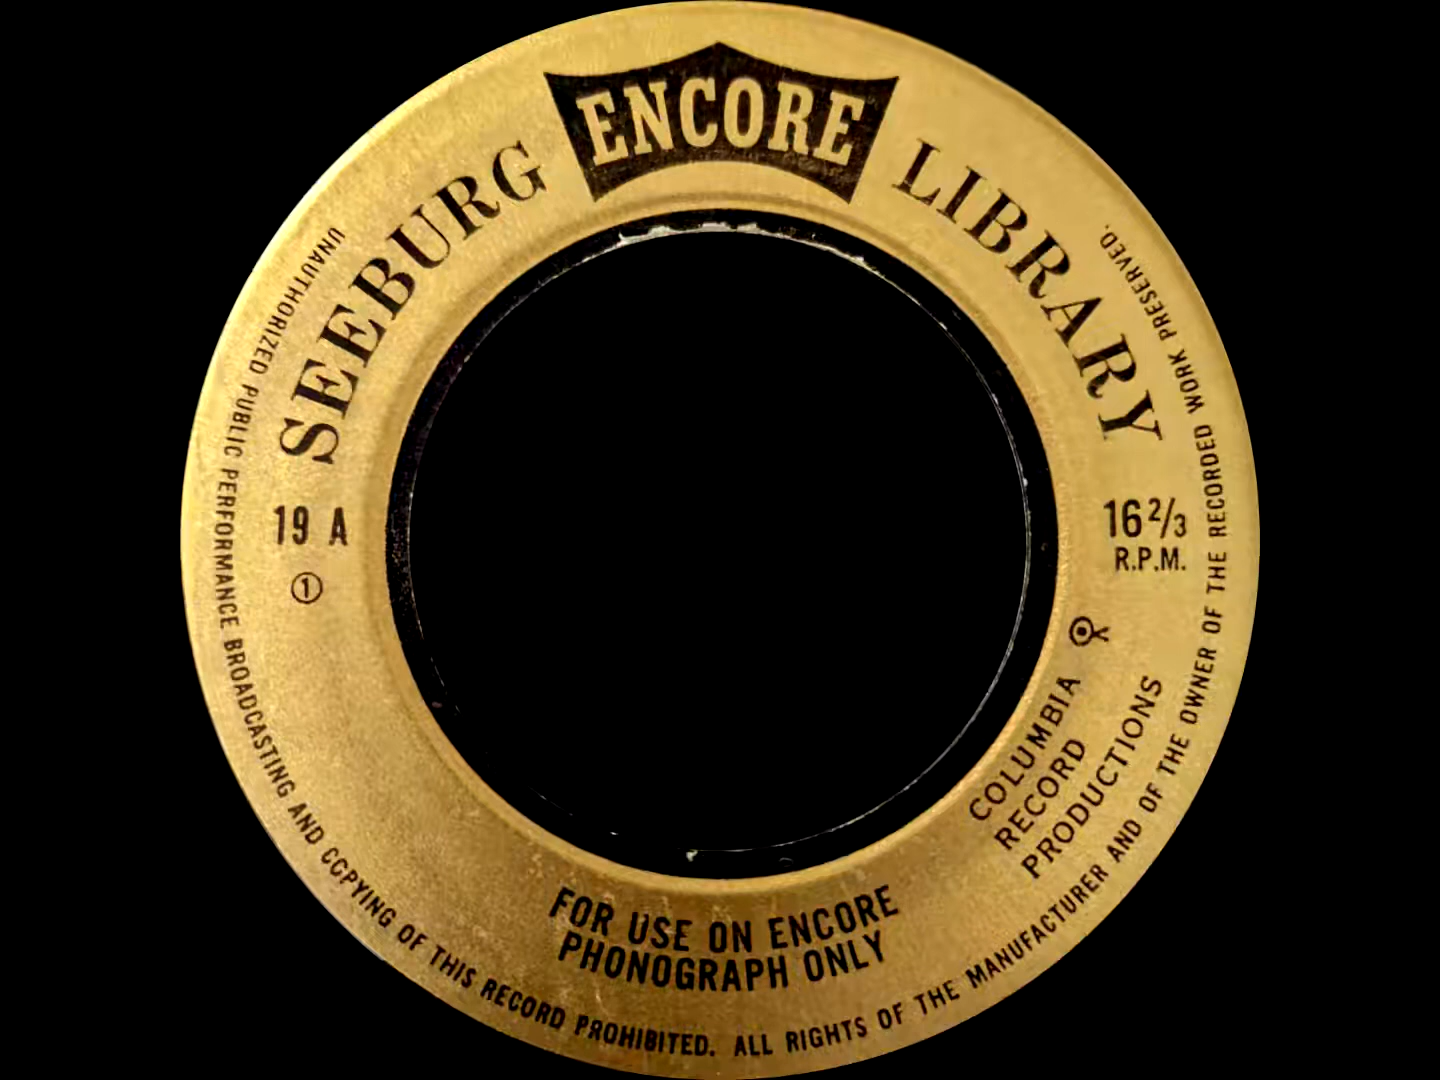 SEEBURG ENCORE LIBRARY
19 A
①
16 2/3
R.P.M.
COLUMBIA
RECORD
PRODUCTIONS
FOR USE ON ENCORE
PHONOGRAPH ONLY
UNAUTHORIZED PUBLIC PERFORMANCE BROADCASTING AND COPYING OF THIS RECORD PROHIBITED. ALL RIGHTS OF THE MANUFACTURER AND OF THE OWNER OF THE RECORDED WORK PRESERVED.